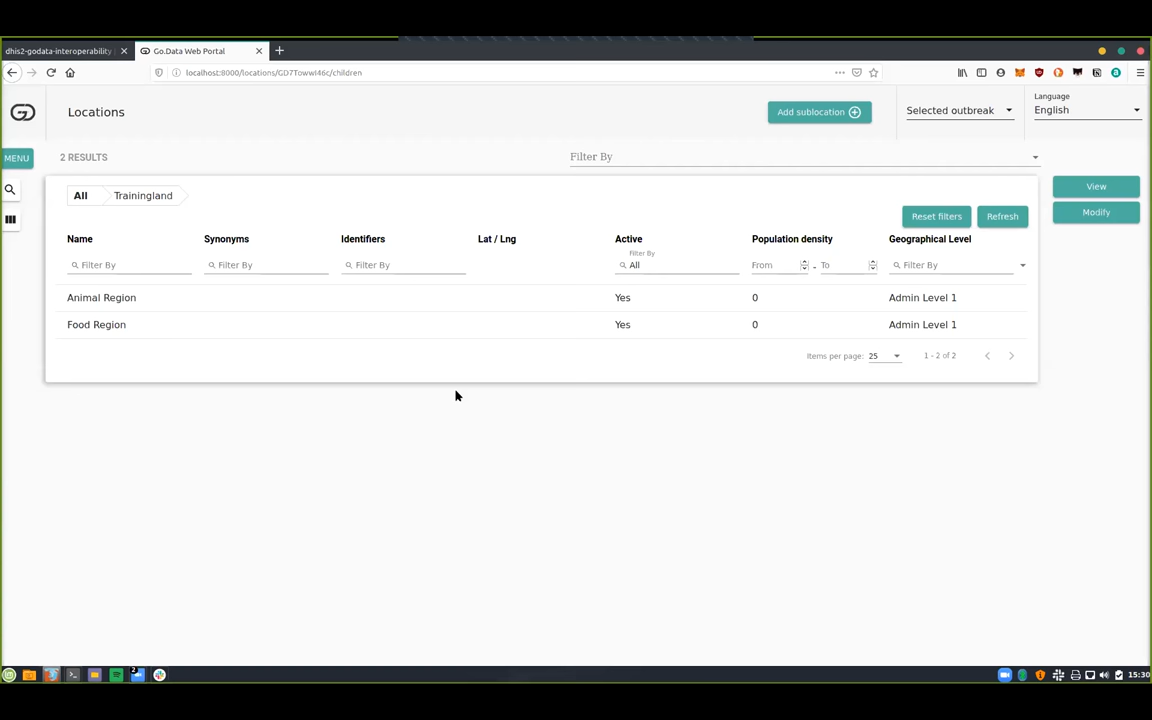 dhis2-godata-interoperability
Go.Data Web Portal
localhost:8000/locations/GD7Towwl46c/children
Locations
Add sublocation
Selected outbreak
Language
English
MENU
2 RESULTS
Filter By
View
Modify
All
Trainingland
Reset filters
Refresh
Name
Synonyms
Identifiers
Lat / Lng
Active
Population density
Geographical Level
Filter By
Filter By
Filter By
Filter By
All
From
-
To
Filter By
Animal Region
Yes
0
Admin Level 1
Food Region
Yes
0
Admin Level 1
Items per page:
25
1 - 2 of 2
2
15:30